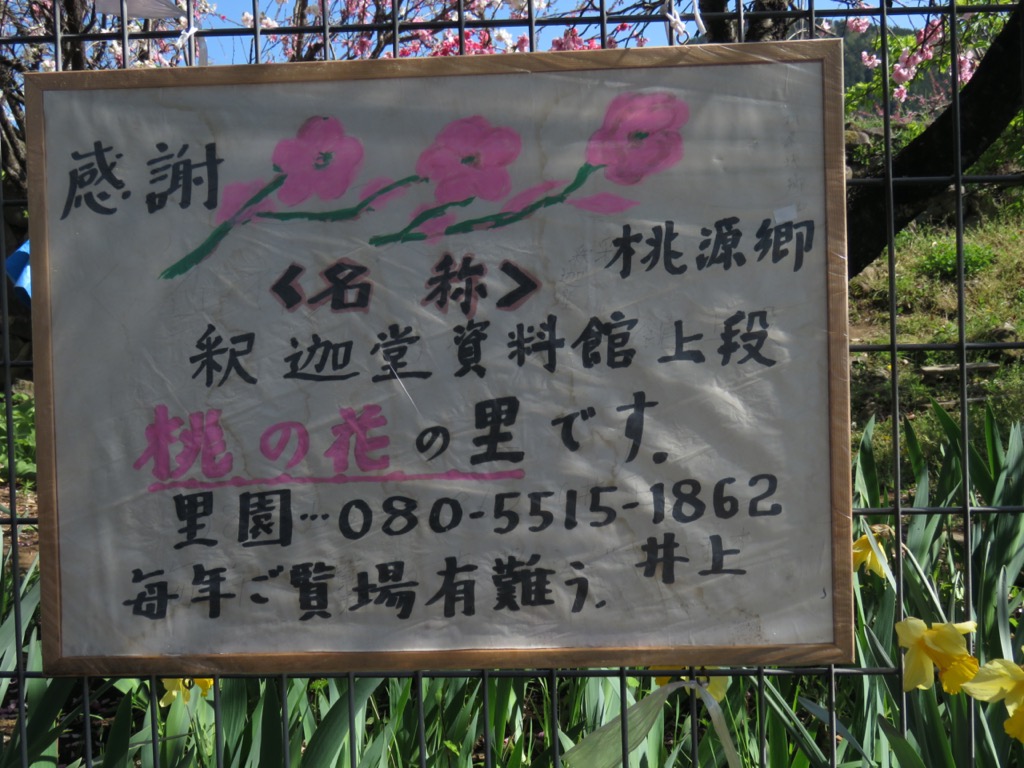 感謝
桃源郷
<名称>
釈迦堂資料館上段
桃の花の里です.
里園…080-5515-1862
井上
毎年ご覧場有難う.